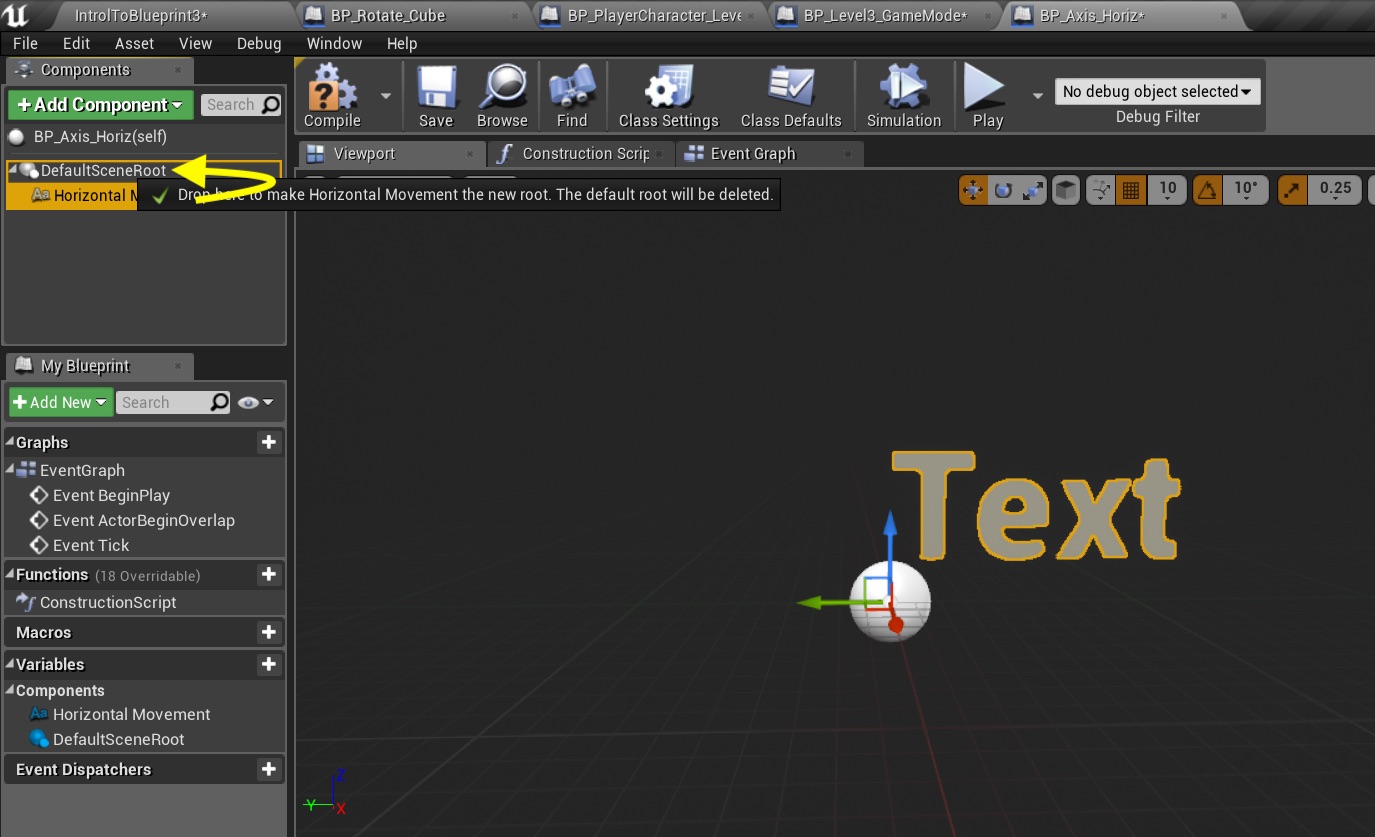 IntrolToBlueprint3*
BP_Rotate_Cube
BP_PlayerCharacter_Leve
BP_Level3_GameMode*
BP_Axis_Horiz*
File Edit Asset View Debug Window Help
Components
+Add Component
Search
BP_Axis_Horiz(self)
DefaultSceneRoot
Horizontal M
Drop here to make Horizontal Movement the new root. The default root will be deleted.
Compile
Save
Browse
Find
Class Settings
Class Defaults
Simulation
Play
No debug object selected
Debug Filter
Viewport
Construction Scrip
Event Graph
10
10°
0.25
Text
Z
Y
X
My Blueprint
+Add New
Search
Graphs
EventGraph
Event BeginPlay
Event ActorBeginOverlap
Event Tick
Functions (18 Overridable)
ConstructionScript
Macros
Variables
Components
Horizontal Movement
DefaultSceneRoot
Event Dispatchers